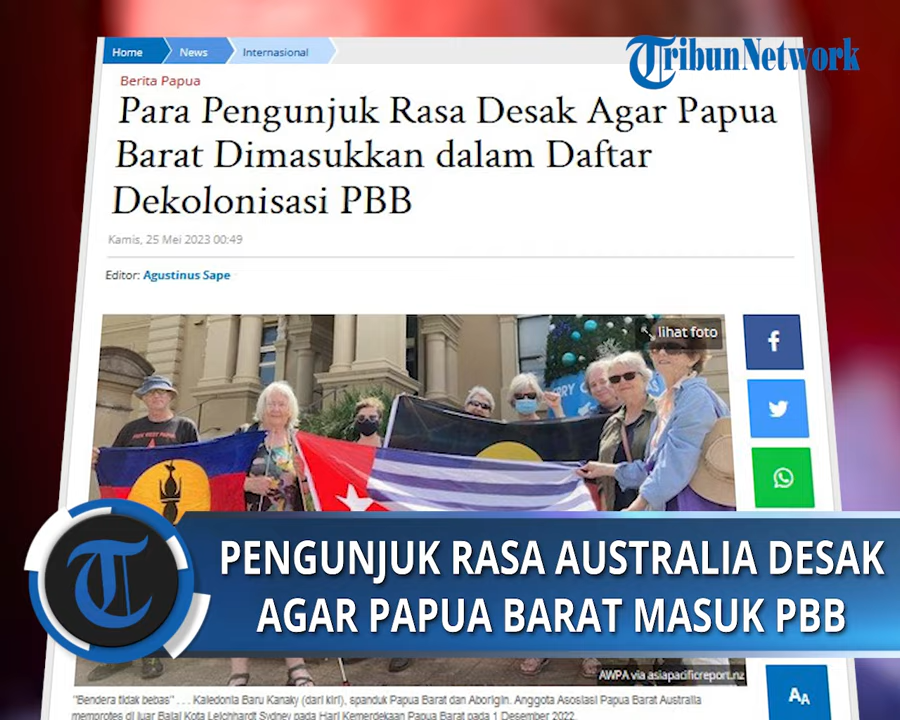 Home News Internasional
TribunNetwork
Berita Papua
Para Pengunjuk Rasa Desak Agar Papua
Barat Dimasukkan dalam Daftar
Dekolonisasi PBB
Kamis, 25 Mei 2023 00:49
Editor: Agustinus Sape
lihat foto
FREE WEST PAPUA
PENGUNJUK RASA AUSTRALIA DESAK
AGAR PAPUA BARAT MASUK PBB
AWPA via asiapacificreport.nz
"Bendera tidak bebas" . . . Kaledonia Baru Kanaky (dari kiri), spanduk Papua Barat dan Aborigin. Anggota Asosiasi Papua Barat Australia
memprotes di luar Balai Kota Leichhardt Sydney pada Hari Kemerdekaan Papua Barat pada 1 Desember 2022.
AA